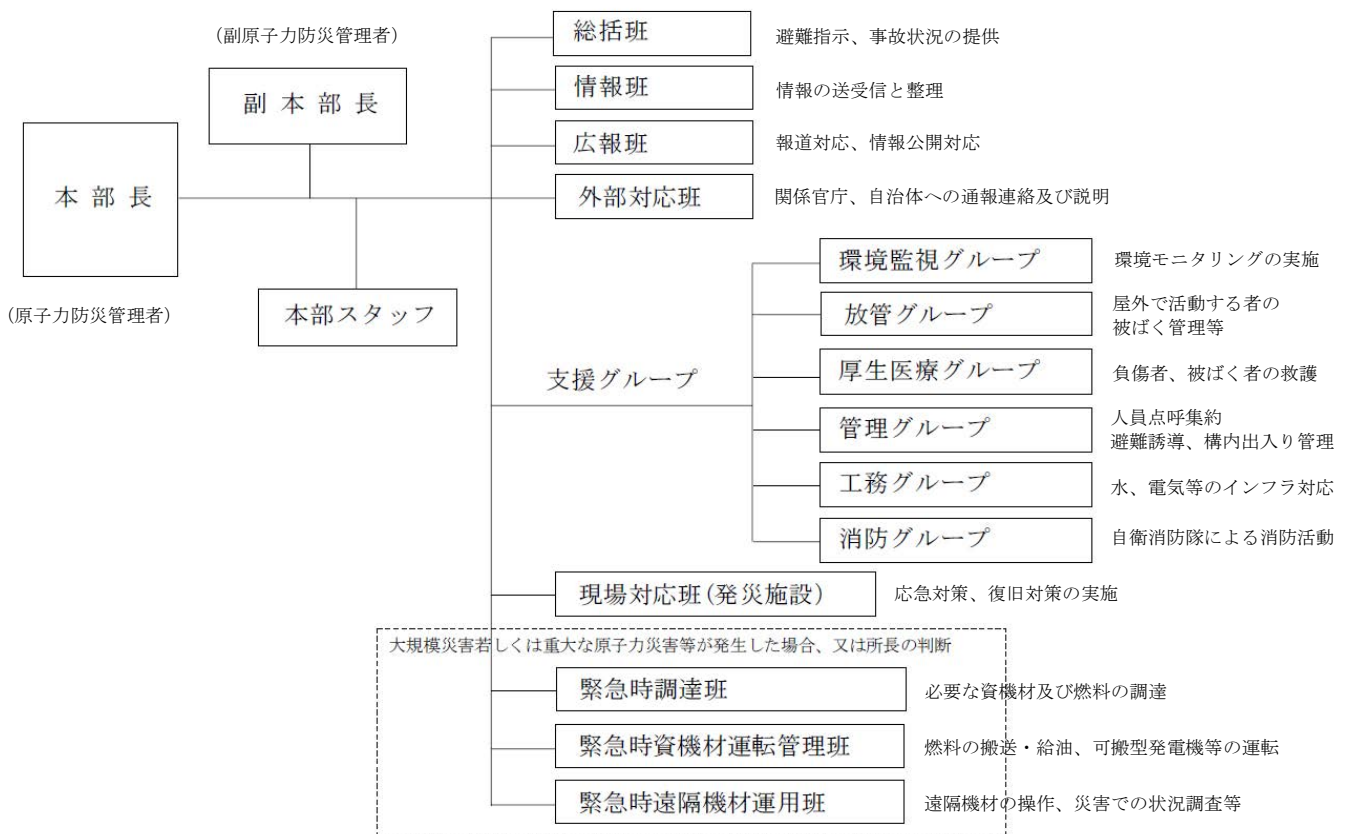 (副原子力防災管理者)
副 本 部 長
本 部 長
(原子力防災管理者)
本部スタッフ
総括班
避難指示、事故状況の提供
情報班
情報の送受信と整理
広報班
報道対応、情報公開対応
外部対応班
関係官庁、自治体への通報連絡及び説明
支援グループ
環境監視グループ
環境モニタリングの実施
放管グループ
屋外で活動する者の
被ばく管理等
厚生医療グループ
負傷者、被ばく者の救護
管理グループ
人員点呼集約
避難誘導、構内出入り管理
工務グループ
水、電気等のインフラ対応
消防グループ
自衛消防隊による消防活動
現場対応班(発災施設)
応急対策、復旧対策の実施
大規模災害若しくは重大な原子力災害等が発生した場合、又は所長の判断
緊急時調達班
必要な資機材及び燃料の調達
緊急時資機材運転管理班
燃料の搬送・給油、可搬型発電機等の運転
緊急時遠隔機材運用班
遠隔機材の操作、災害での状況調査等